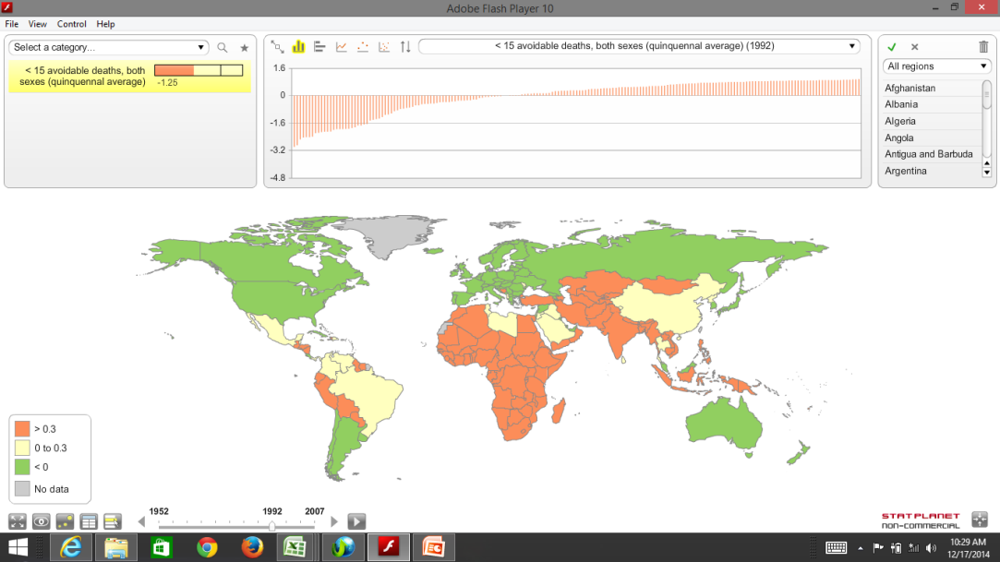 Adobe Flash Player 10
File View Control Help
Select a category...
< 15 avoidable deaths, both
sexes (quinquennal average)
-1.25
< 15 avoidable deaths, both sexes (quinquennal average) (1992)
1.6
0
-1.6
-3.2
-4.8
All regions
Afghanistan
Albania
Algeria
Angola
Antigua and Barbuda
Argentina
> 0.3
0 to 0.3
< 0
No data
1952 1992 2007
STATPLANET
NON-COMMERCIAL
10:29 AM
12/17/2014